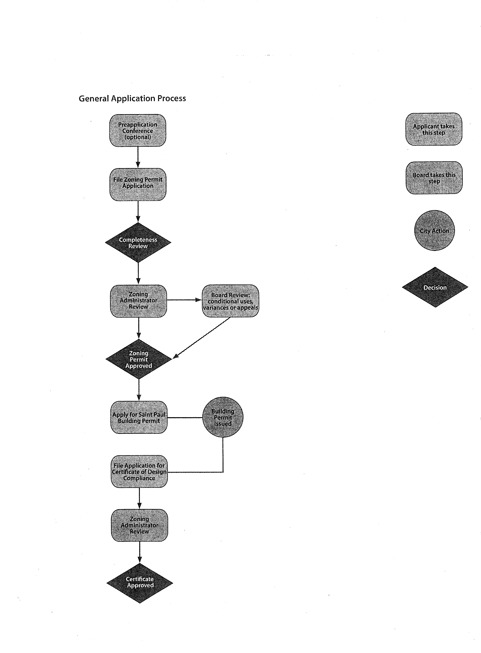 General Application Process
Preapplication
Conference
(optional)
File Zoning Permit
Application
Completeness
Review
Zoning
Administrator
Review
Board Review:
conditional uses,
variances or appeals
Zoning
Permit
Approved
Apply for Saint Paul
Building Permit
Building
Permit
Issued
File Application for
Certificate of Design
Compliance
Zoning
Administrator
Review
Certificate
Approved
Applicant takes
this step
Board takes this
step
City Action
Decision